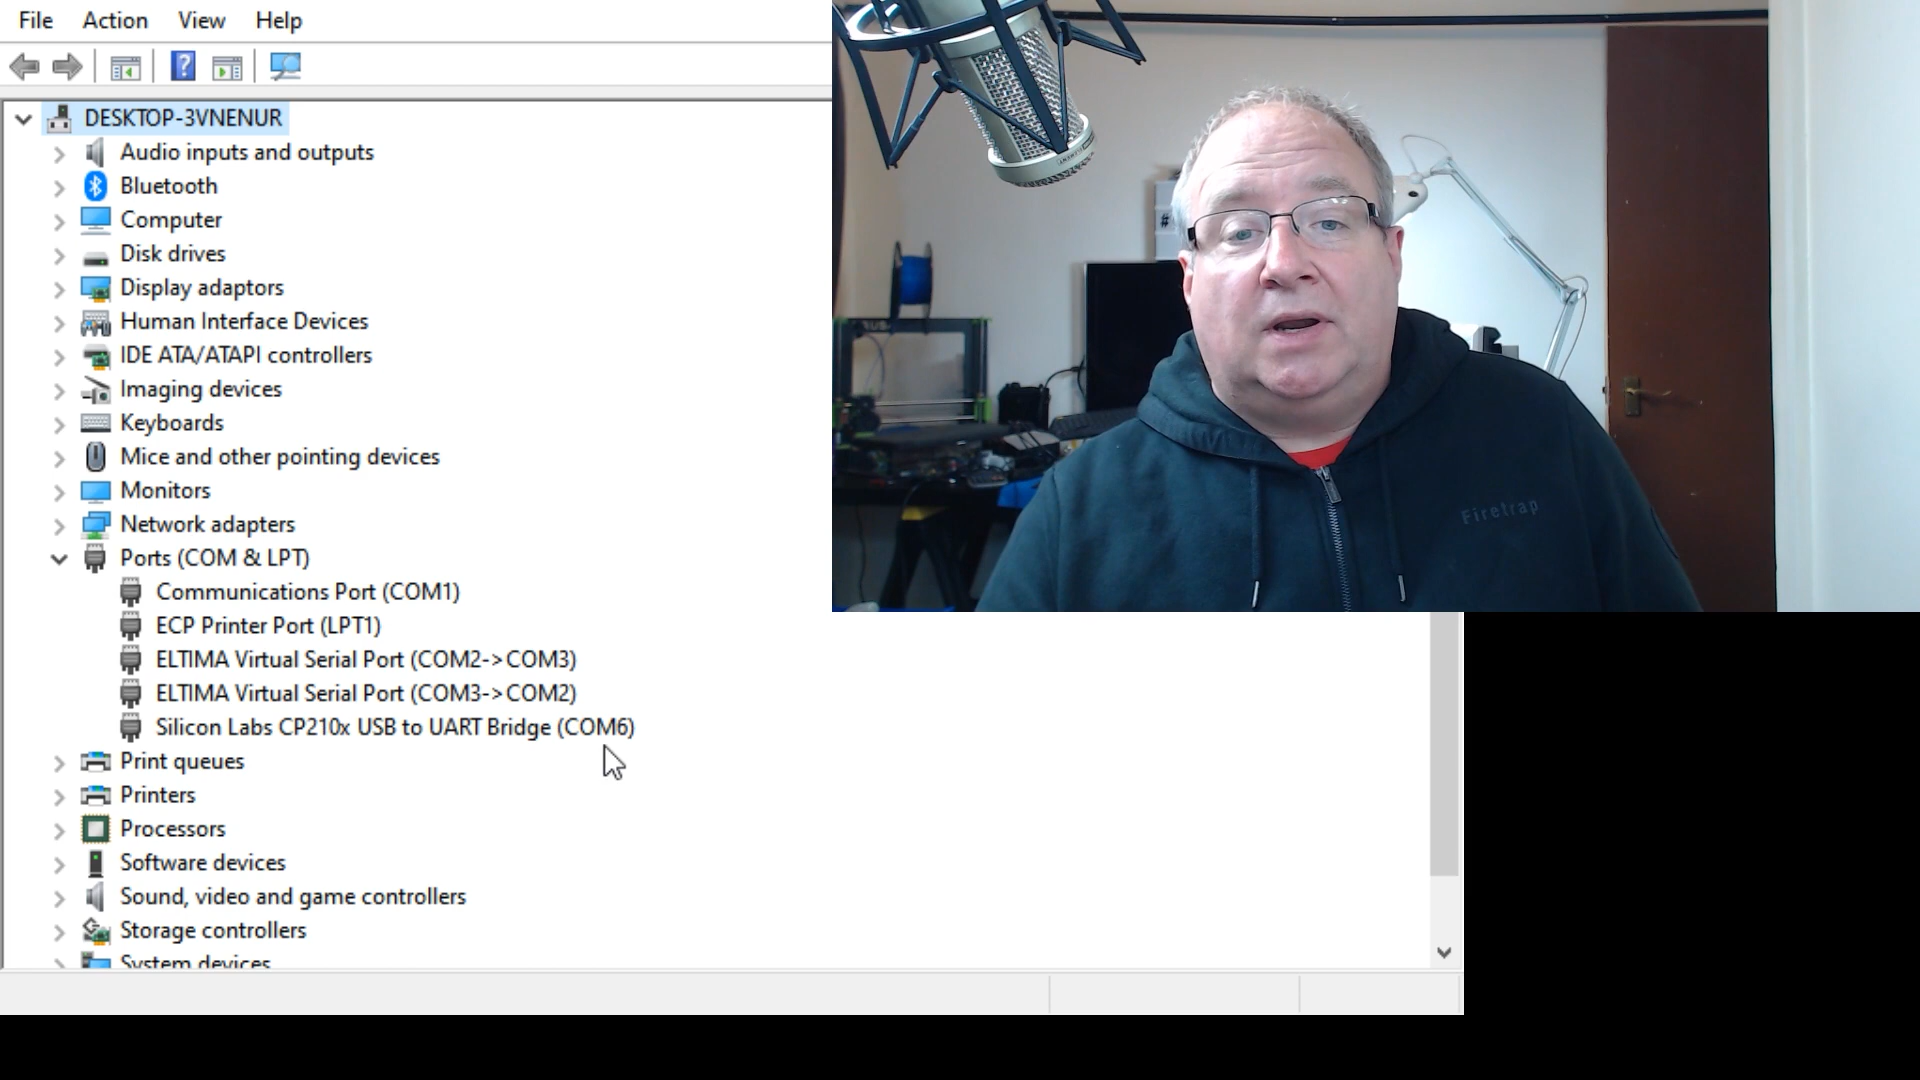 File Action View Help
DESKTOP-3VNENUR
Audio inputs and outputs
Bluetooth
Computer
Disk drives
Display adaptors
Human Interface Devices
IDE ATA/ATAPI controllers
Imaging devices
Keyboards
Mice and other pointing devices
Monitors
Network adapters
Ports (COM & LPT)
Communications Port (COM1)
ECP Printer Port (LPT1)
ELTIMA Virtual Serial Port (COM2->COM3)
ELTIMA Virtual Serial Port (COM3->COM2)
Silicon Labs CP210x USB to UART Bridge (COM6)
Print queues
Printers
Processors
Software devices
Sound, video and game controllers
Storage controllers
System devices
#
Firetrap